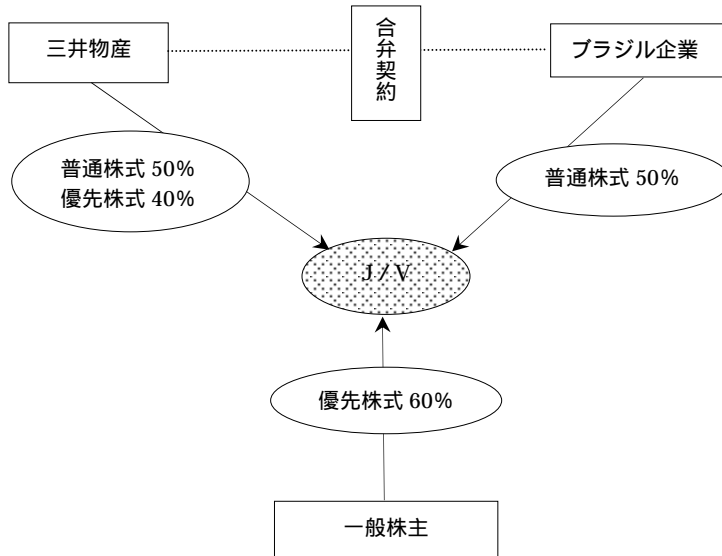 三井物産
合弁契約
ブラジル企業
普通株式 50%
優先株式 40%
普通株式 50%
J / V
優先株式 60%
一般株主